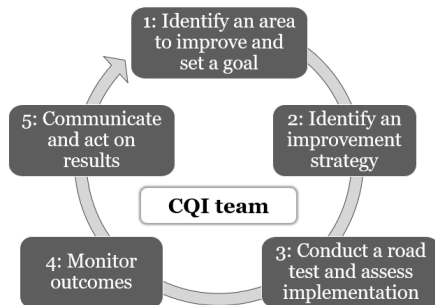 1: Identify an area
to improve and
set a goal
2: Identify an
improvement
strategy
3: Conduct a road
test and assess
implementation
4: Monitor
outcomes
5: Communicate
and act on
results
CQI team